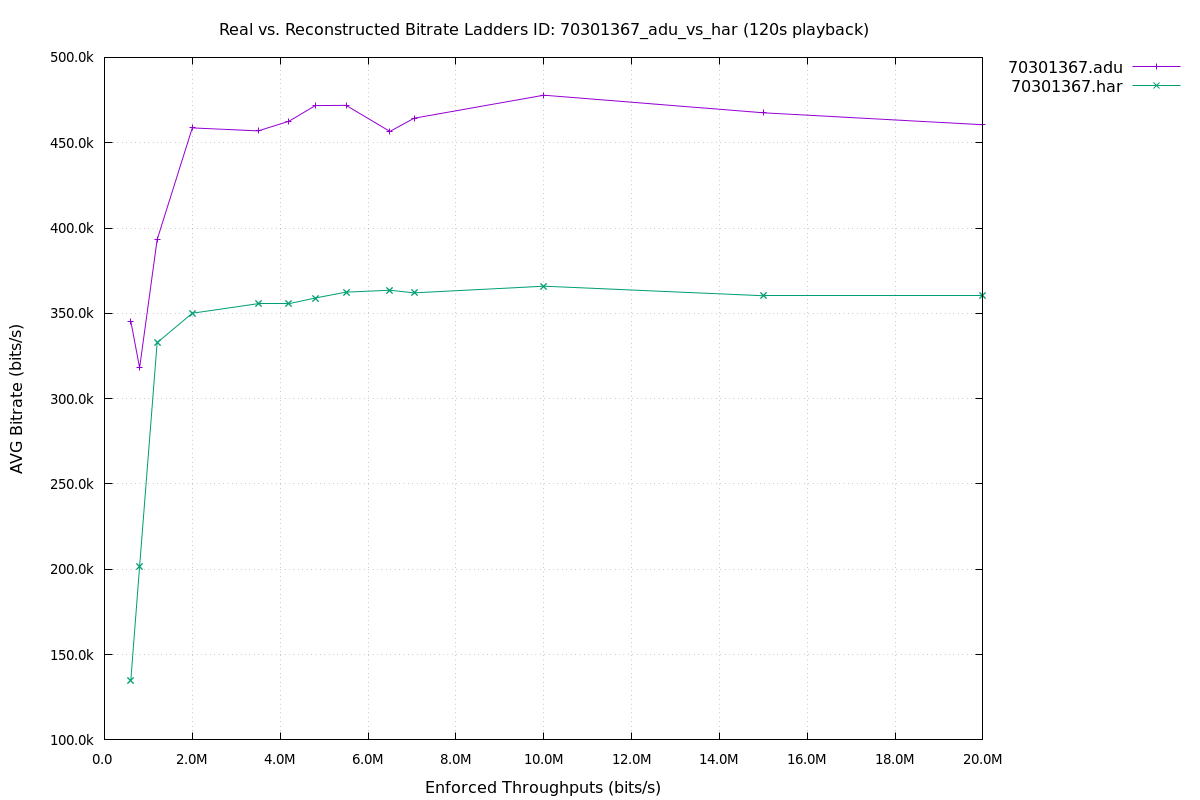 Real vs. Reconstructed Bitrate Ladders ID: 70301367_adu_vs_har (120s playback)
70301367.adu
70301367.har
500.0k
450.0k
400.0k
350.0k
300.0k
250.0k
200.0k
150.0k
100.0k
AVG Bitrate (bits/s)
0.0 2.0M 4.0M 6.0M 8.0M 10.0M 12.0M 14.0M 16.0M 18.0M 20.0M
Enforced Throughputs (bits/s)